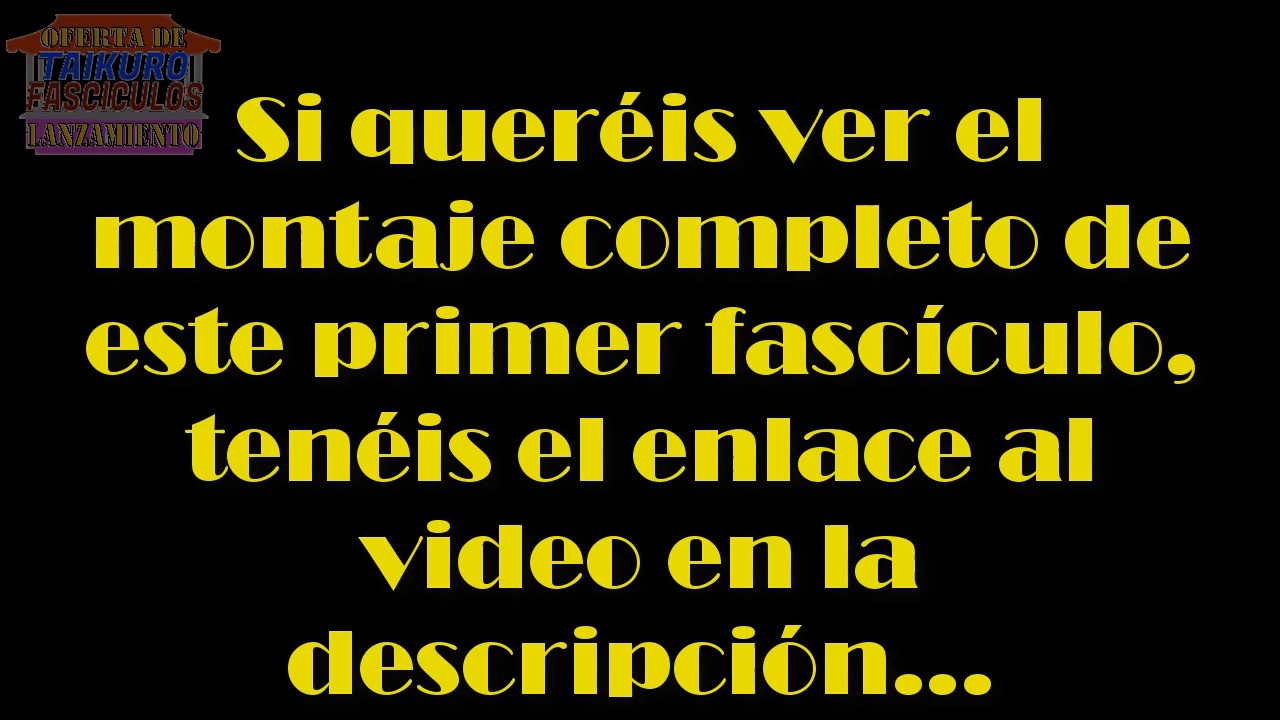 OFERTA DE
TAIKURO
FASCICULOS
LANZAMIENTO
Si queréis ver el
montaje completo de
este primer fascículo,
tenéis el enlace al
video en la
descripción...